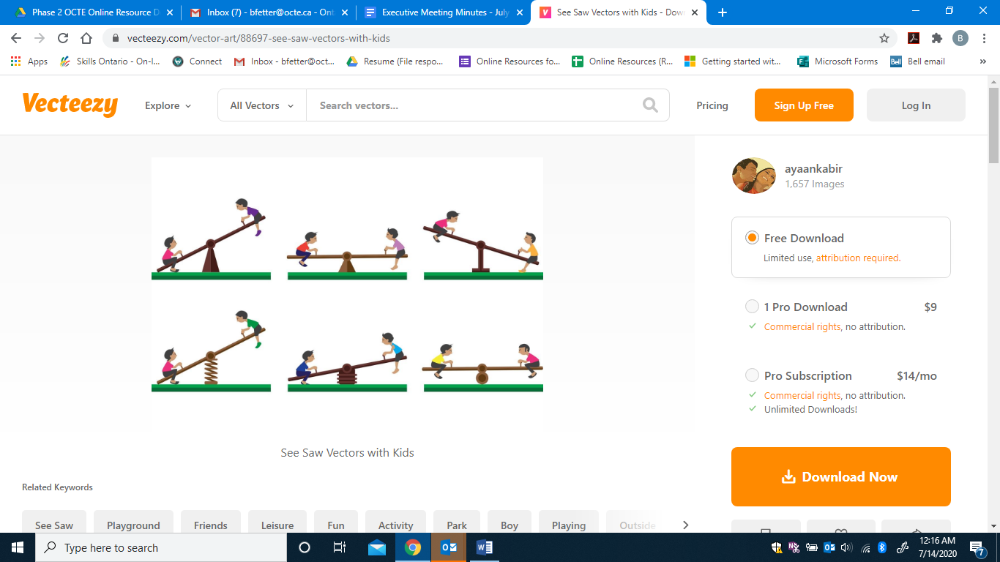 Phase 2 OCTE Online Resource D
Inbox (7) - bfetter@octe.ca - Ont
Executive Meeting Minutes - July
See Saw Vectors with Kids - Dow
vecteezy.com/vector-art/88697-see-saw-vectors-with-kids
B
Apps
Skills Ontario - On-l...
Connect
Inbox - bfetter@oct...
Resume (File respo...
Online Resources fo...
Online Resources (R...
Getting started wit...
Microsoft Forms
Bell
Bell email
Vecteezy
Explore
All Vectors
Search vectors...
Pricing
Sign Up Free
Log In
ayaankabir
1,657 Images
Free Download
Limited use, attribution required.
1 Pro Download $9
Commercial rights, no attribution.
Pro Subscription $14/mo
Commercial rights, no attribution.
Unlimited Downloads!
Download Now
See Saw Vectors with Kids
Related Keywords
See Saw
Playground
Friends
Leisure
Fun
Activity
Park
Boy
Playing
Outside
Type here to search
12:16 AM
7/14/2020
7